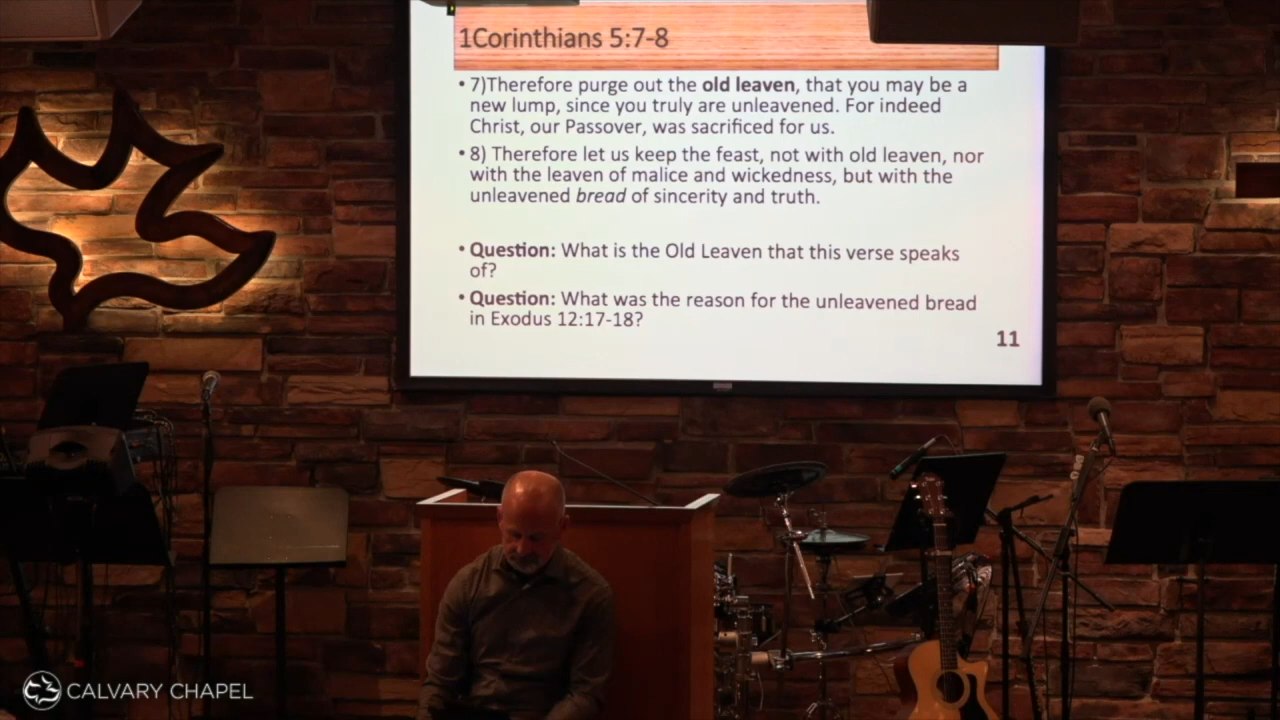 1Corinthians 5:7-8
• 7)Therefore purge out the old leaven, that you may be a
new lump, since you truly are unleavened. For indeed
Christ, our Passover, was sacrificed for us.
• 8) Therefore let us keep the feast, not with old leaven, nor
with the leaven of malice and wickedness, but with the
unleavened bread of sincerity and truth.
• Question: What is the Old Leaven that this verse speaks
of?
• Question: What was the reason for the unleavened bread
in Exodus 12:17-18?
11
CALVARY CHAPEL